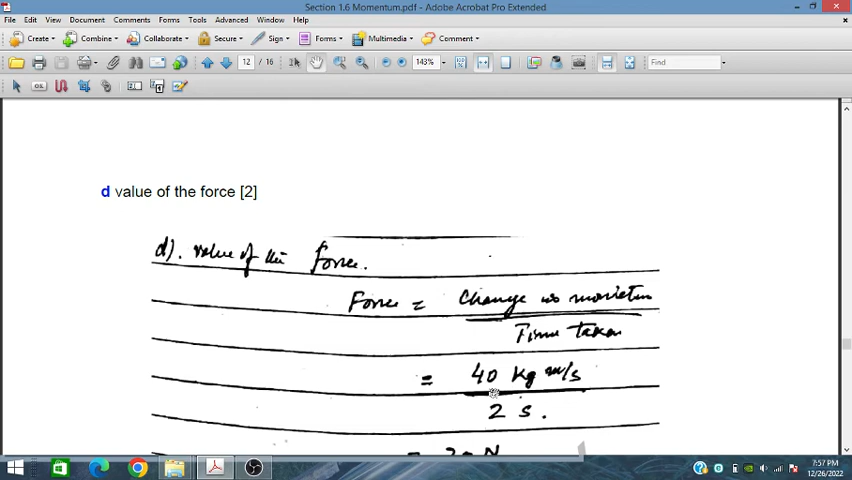 Section 1.6 Momentum.pdf - Adobe Acrobat Pro Extended
File Edit View Document Comments Forms Tools Advanced Window Help
Create Combine Collaborate Secure Sign Forms Multimedia Comment
12 / 16 143% Find
d value of the force [2]
d). Value of the force.
Force = Change in momentum
Time taken
= 40 Kg m/s
2 s.
= 20 N
7:57 PM
12/26/2022